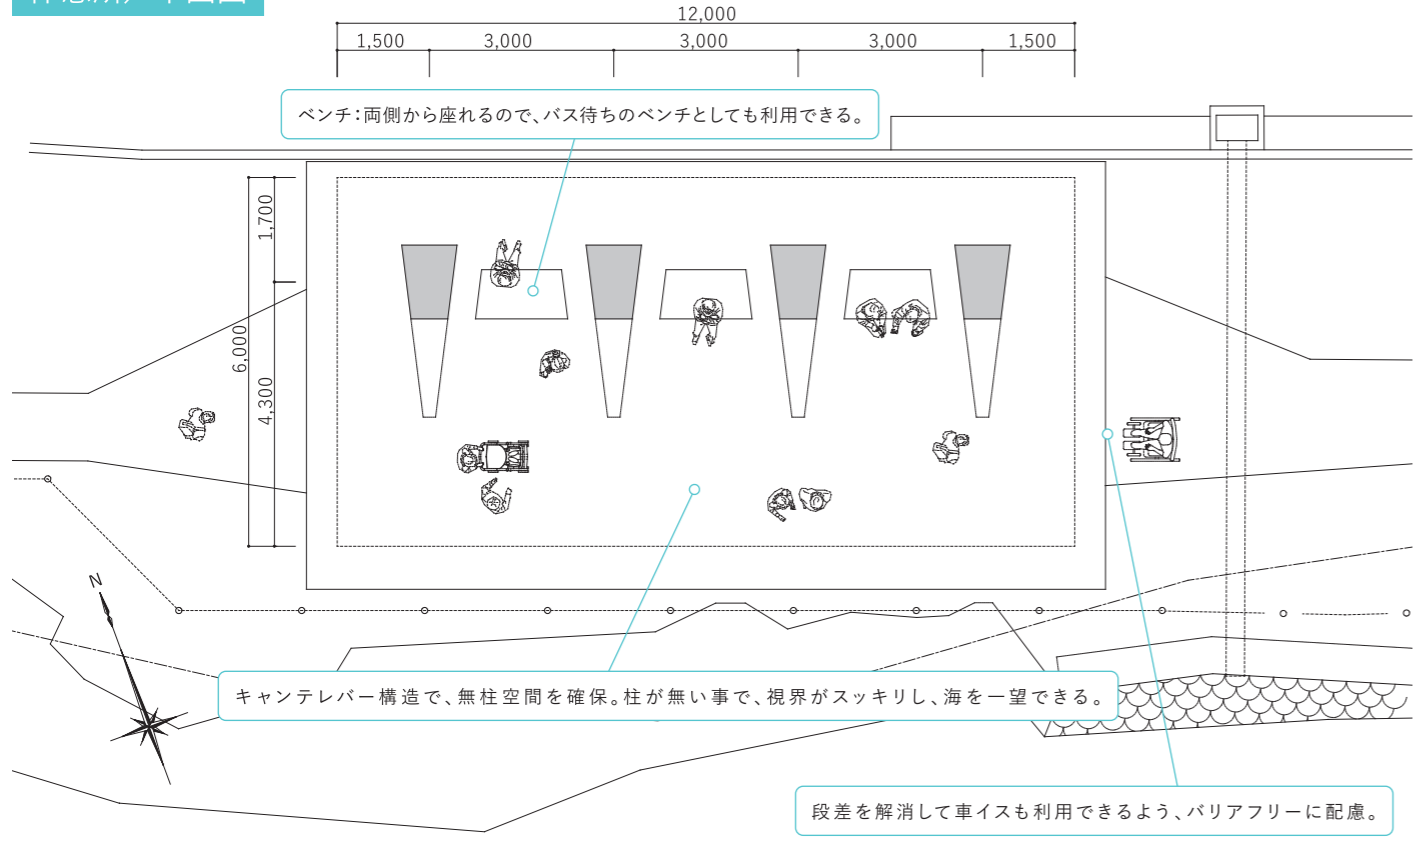 12,000
1,500 3,000 3,000 3,000 1,500
ベンチ：両側から座れるので、バス待ちのベンチとしても利用できる。
1,700
6,000
4,300
N
キャンテレバー構造で、無柱空間を確保。柱が無い事で、視界がスッキリし、海を一望できる。
段差を解消して車イスも利用できるよう、バリアフリーに配慮。